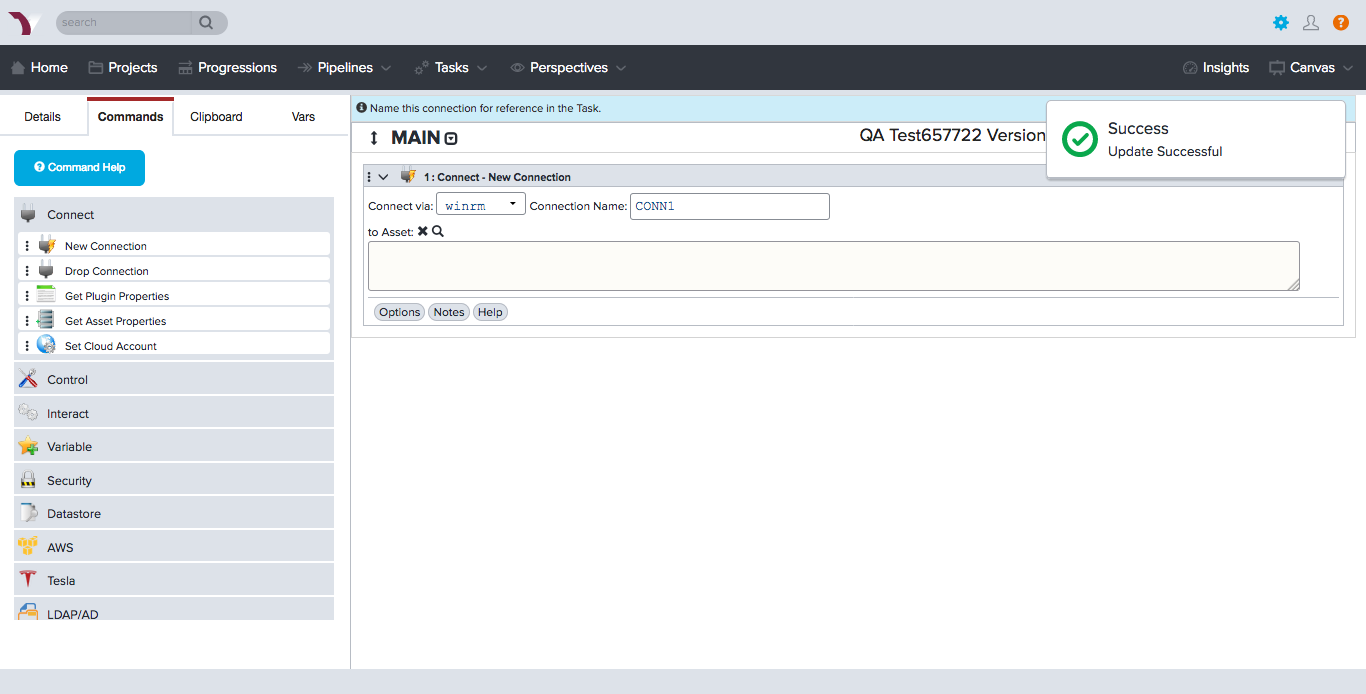 search
?
Home Projects Progressions Pipelines Tasks Perspectives Insights Canvas
Details Commands Clipboard Vars
? Command Help
Connect
New Connection
Drop Connection
Get Plugin Properties
Get Asset Properties
Set Cloud Account
Control
Interact
Variable
Security
Datastore
AWS
Tesla
LDAP/AD
Name this connection for reference in the Task.
MAIN
QA Test657722 Version
Success
Update Successful
1 : Connect - New Connection
Connect via: winrm Connection Name: CONN1
to Asset:
Options Notes Help